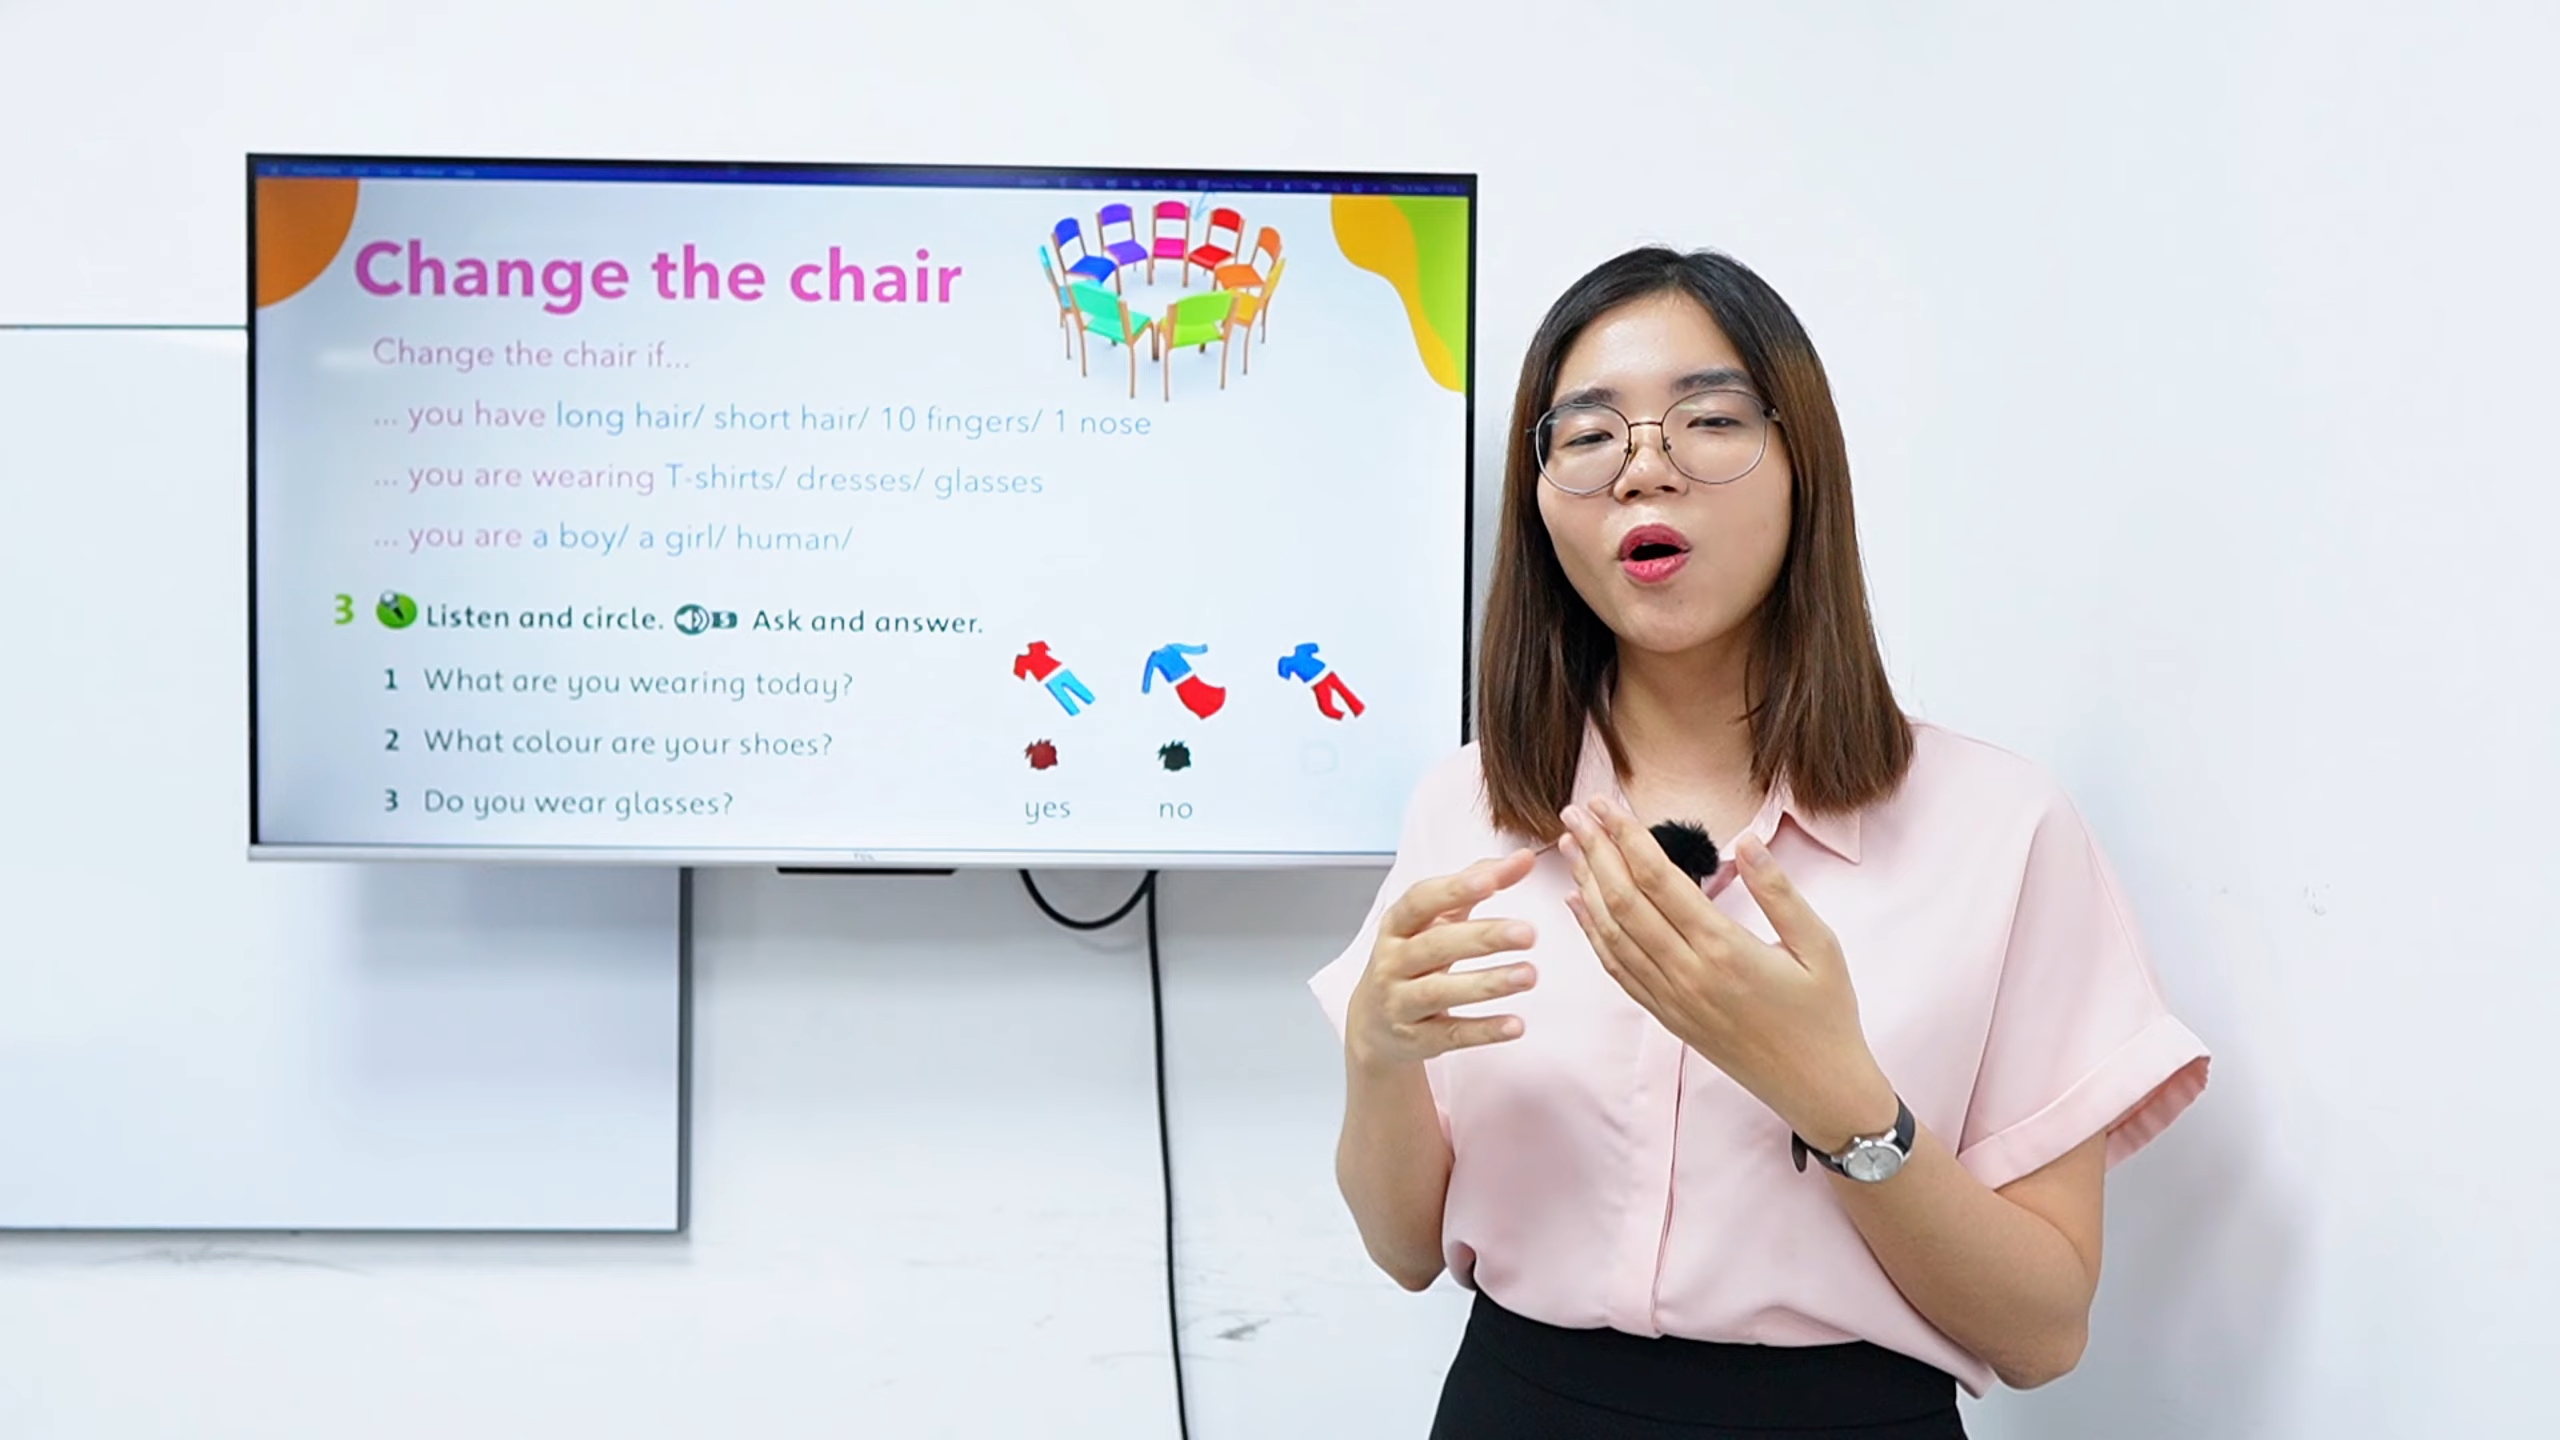 Change the chair
Change the chair if...
... you have long hair/ short hair/ 10 fingers/ 1 nose
... you are wearing T-shirts/ dresses/ glasses
... you are a boy/ a girl/ human/
3 Listen and circle. Ask and answer.
1 What are you wearing today?
2 What colour are your shoes?
3 Do you wear glasses? yes no